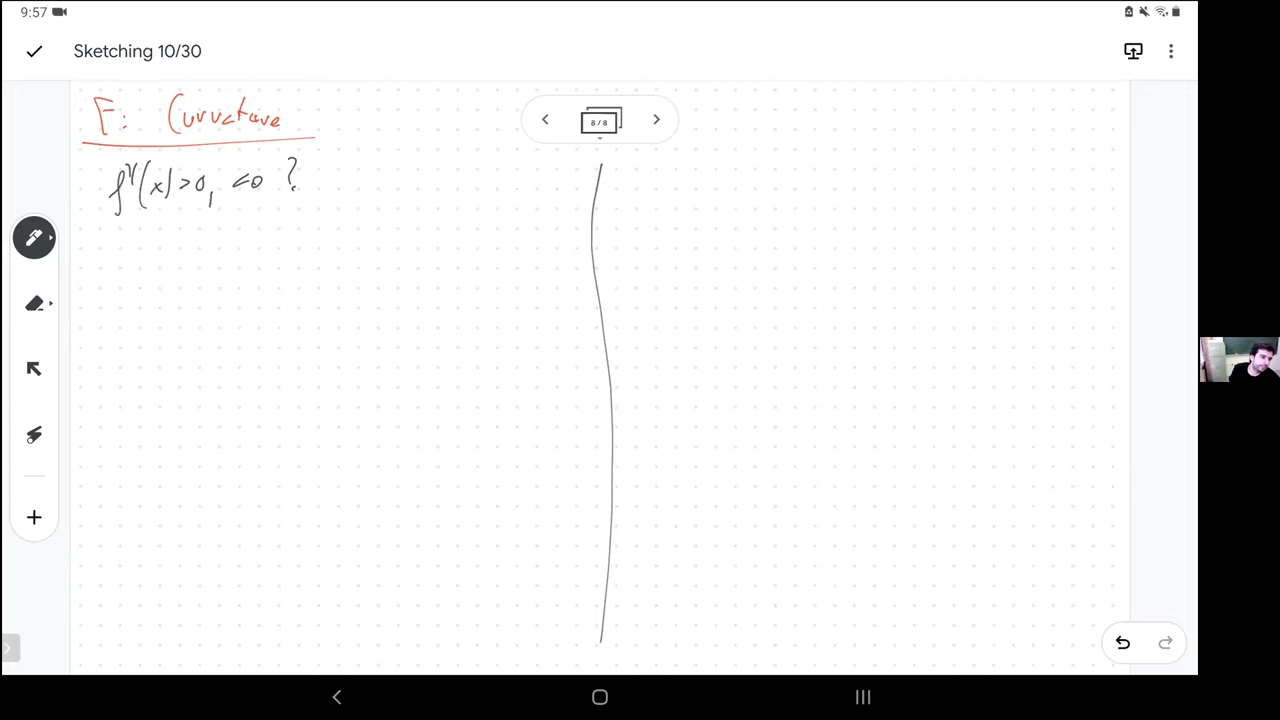 9:57
Sketching 10/30
F: Curvature
8/8
f''(x) >0, <0 ?